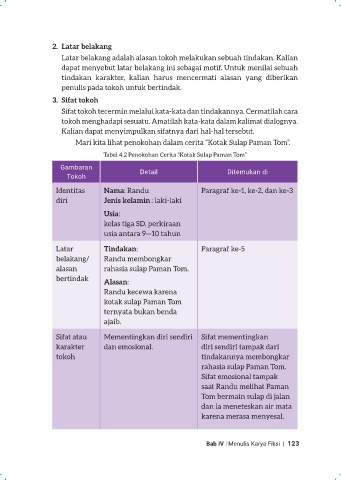 2. Latar belakang
Latar belakang adalah alasan tokoh melakukan sebuah tindakan. Kalian
dapat menyebut latar belakang ini sebagai motif. Untuk menilai sebuah
tindakan karakter, kalian harus mencermati alasan yang diberikan
penulis pada tokoh untuk bertindak.
3. Sifat tokoh
Sifat tokoh tecermin melalui kata-kata dan tindakannya. Cermatilah cara
tokoh menghadapi sesuatu. Amatilah kata-kata dalam kalimat dialognya.
Kalian dapat menyimpulkan sifatnya dari hal-hal tersebut.
Mari kita lihat penokohan dalam cerita “Kotak Sulap Paman Tom”.
Tabel 4.2 Penokohan Cerita “Kotak Sulap Paman Tom”
Gambaran
Tokoh
Detail
Ditemukan di
Identitas
diri
Nama: Randu
Jenis kelamin: laki-laki
Usia:
kelas tiga SD, perkiraan
usia antara 9—10 tahun
Paragraf ke-1, ke-2, dan ke-3
Latar
belakang/
alasan
bertindak
Tindakan:
Randu membongkar
rahasia sulap Paman Tom.
Alasan:
Randu kecewa karena
kotak sulap Paman Tom
ternyata bukan benda
ajaib.
Paragraf ke-5
Sifat atau
karakter
tokoh
Mementingkan diri sendiri
dan emosional.
Sifat mementingkan
diri sendiri tampak dari
tindakannya membongkar
rahasia sulap Paman Tom.
Sifat emosional tampak
saat Randu melihat Paman
Tom bermain sulap di jalan
dan ia meneteskan air mata
karena merasa menyesal.
Bab IV | Menulis Karya Fiksi | 123